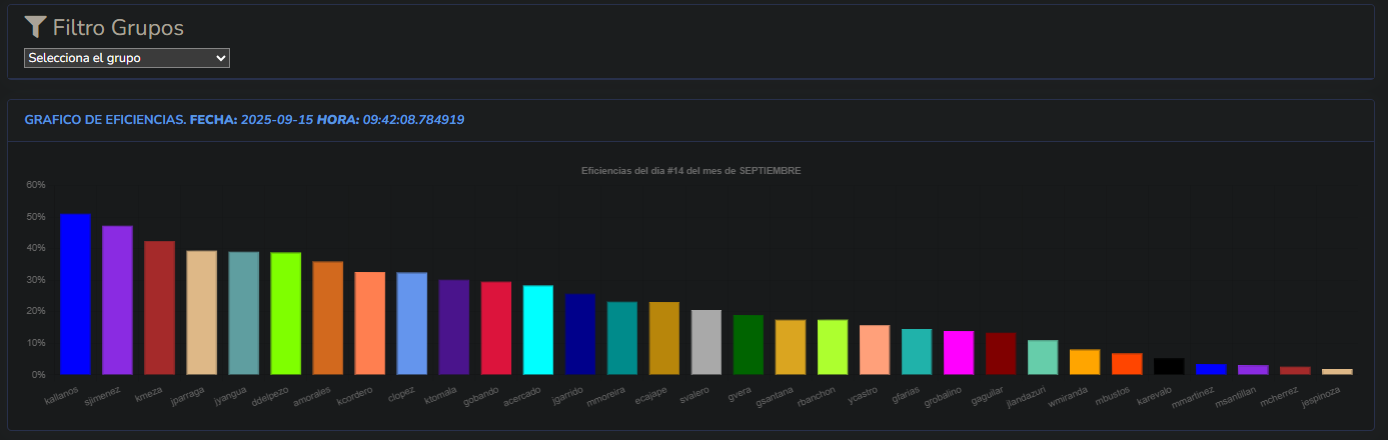 Filtro Grupos
Selecciona el grupo
GRAFICO DE EFICIENCIAS. FECHA: 2025-09-15 HORA: 09:42:08.784919
Eficiencias del dia #14 del mes de SEPTIEMBRE
60%
50%
40%
30%
20%
10%
0%
kallanos sjimenez kmeza jparraga jyangua ddelpezo amorales kcordero clopez ktomala gobando acercado jgarrido mmoreira ecajape svalero gvera gsantana rbanchon ycastro gfarias grobalino gaguilar jlandazuri wmiranda mbustos karevalo mmartinez msantillan mcherrez jespinoza